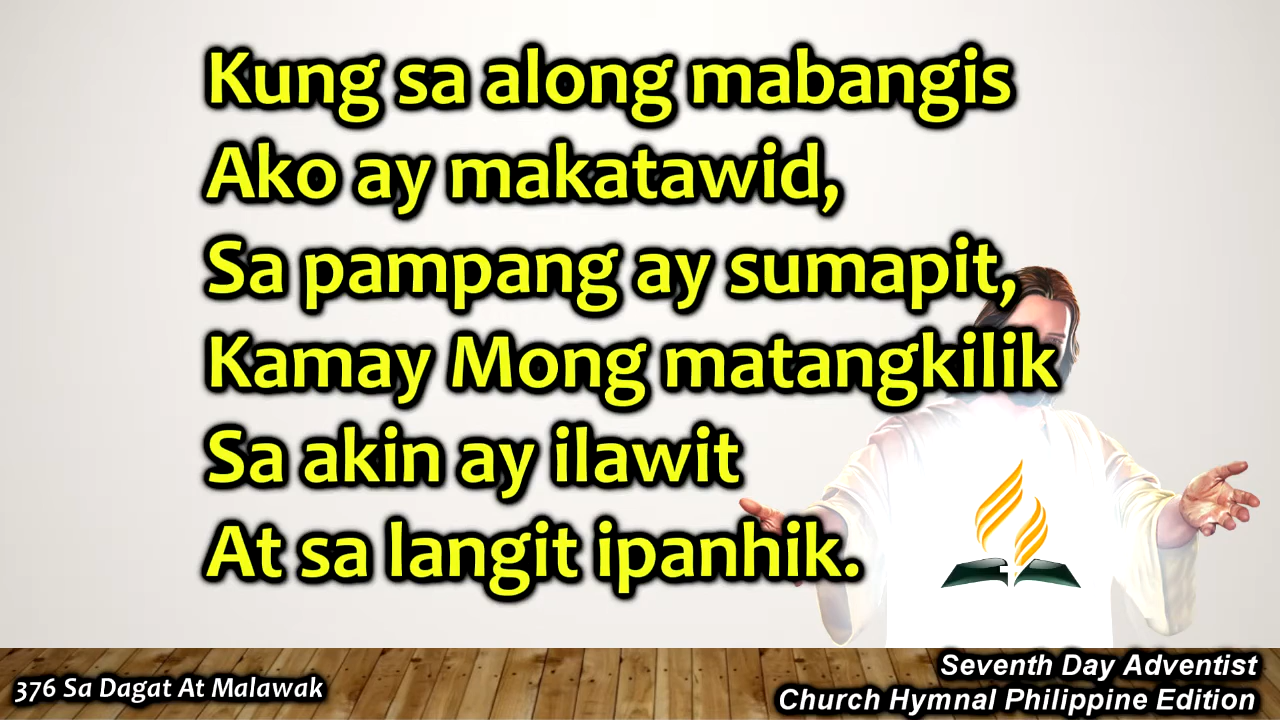 Kung sa along mabangis
Ako ay makatawid,
Sa pampang ay sumapit,
Kamay Mong matangkilik
Sa akin ay ilawit
At sa langit ipanhik.
376 Sa Dagat At Malawak
Seventh Day Adventist
Church Hymnal Philippine Edition